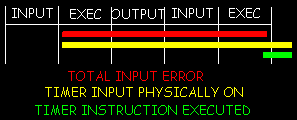 INPUT EXEC OUTPUT INPUT EXEC
TOTAL INPUT ERROR
TIMER INPUT PHYSICALLY ON
TIMER INSTRUCTION EXECUTED